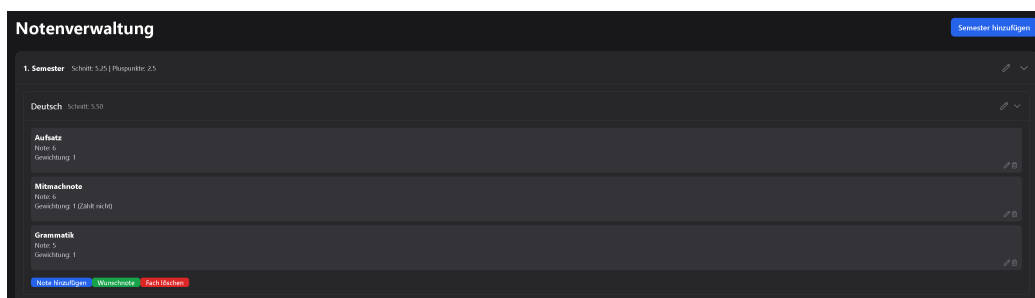 Notenverwaltung
Semester hinzufügen
1. Semester Schnitt: 5.25 | Pluspunkte: 2.5
Deutsch Schnitt: 5.50
Aufsatz
Note: 6
Gewichtung: 1
Mitmachnote
Note: 6
Gewichtung: 1 (Zählt nicht)
Grammatik
Note: 5
Gewichtung: 1
Note hinzufügen Wunschnote Fach löschen